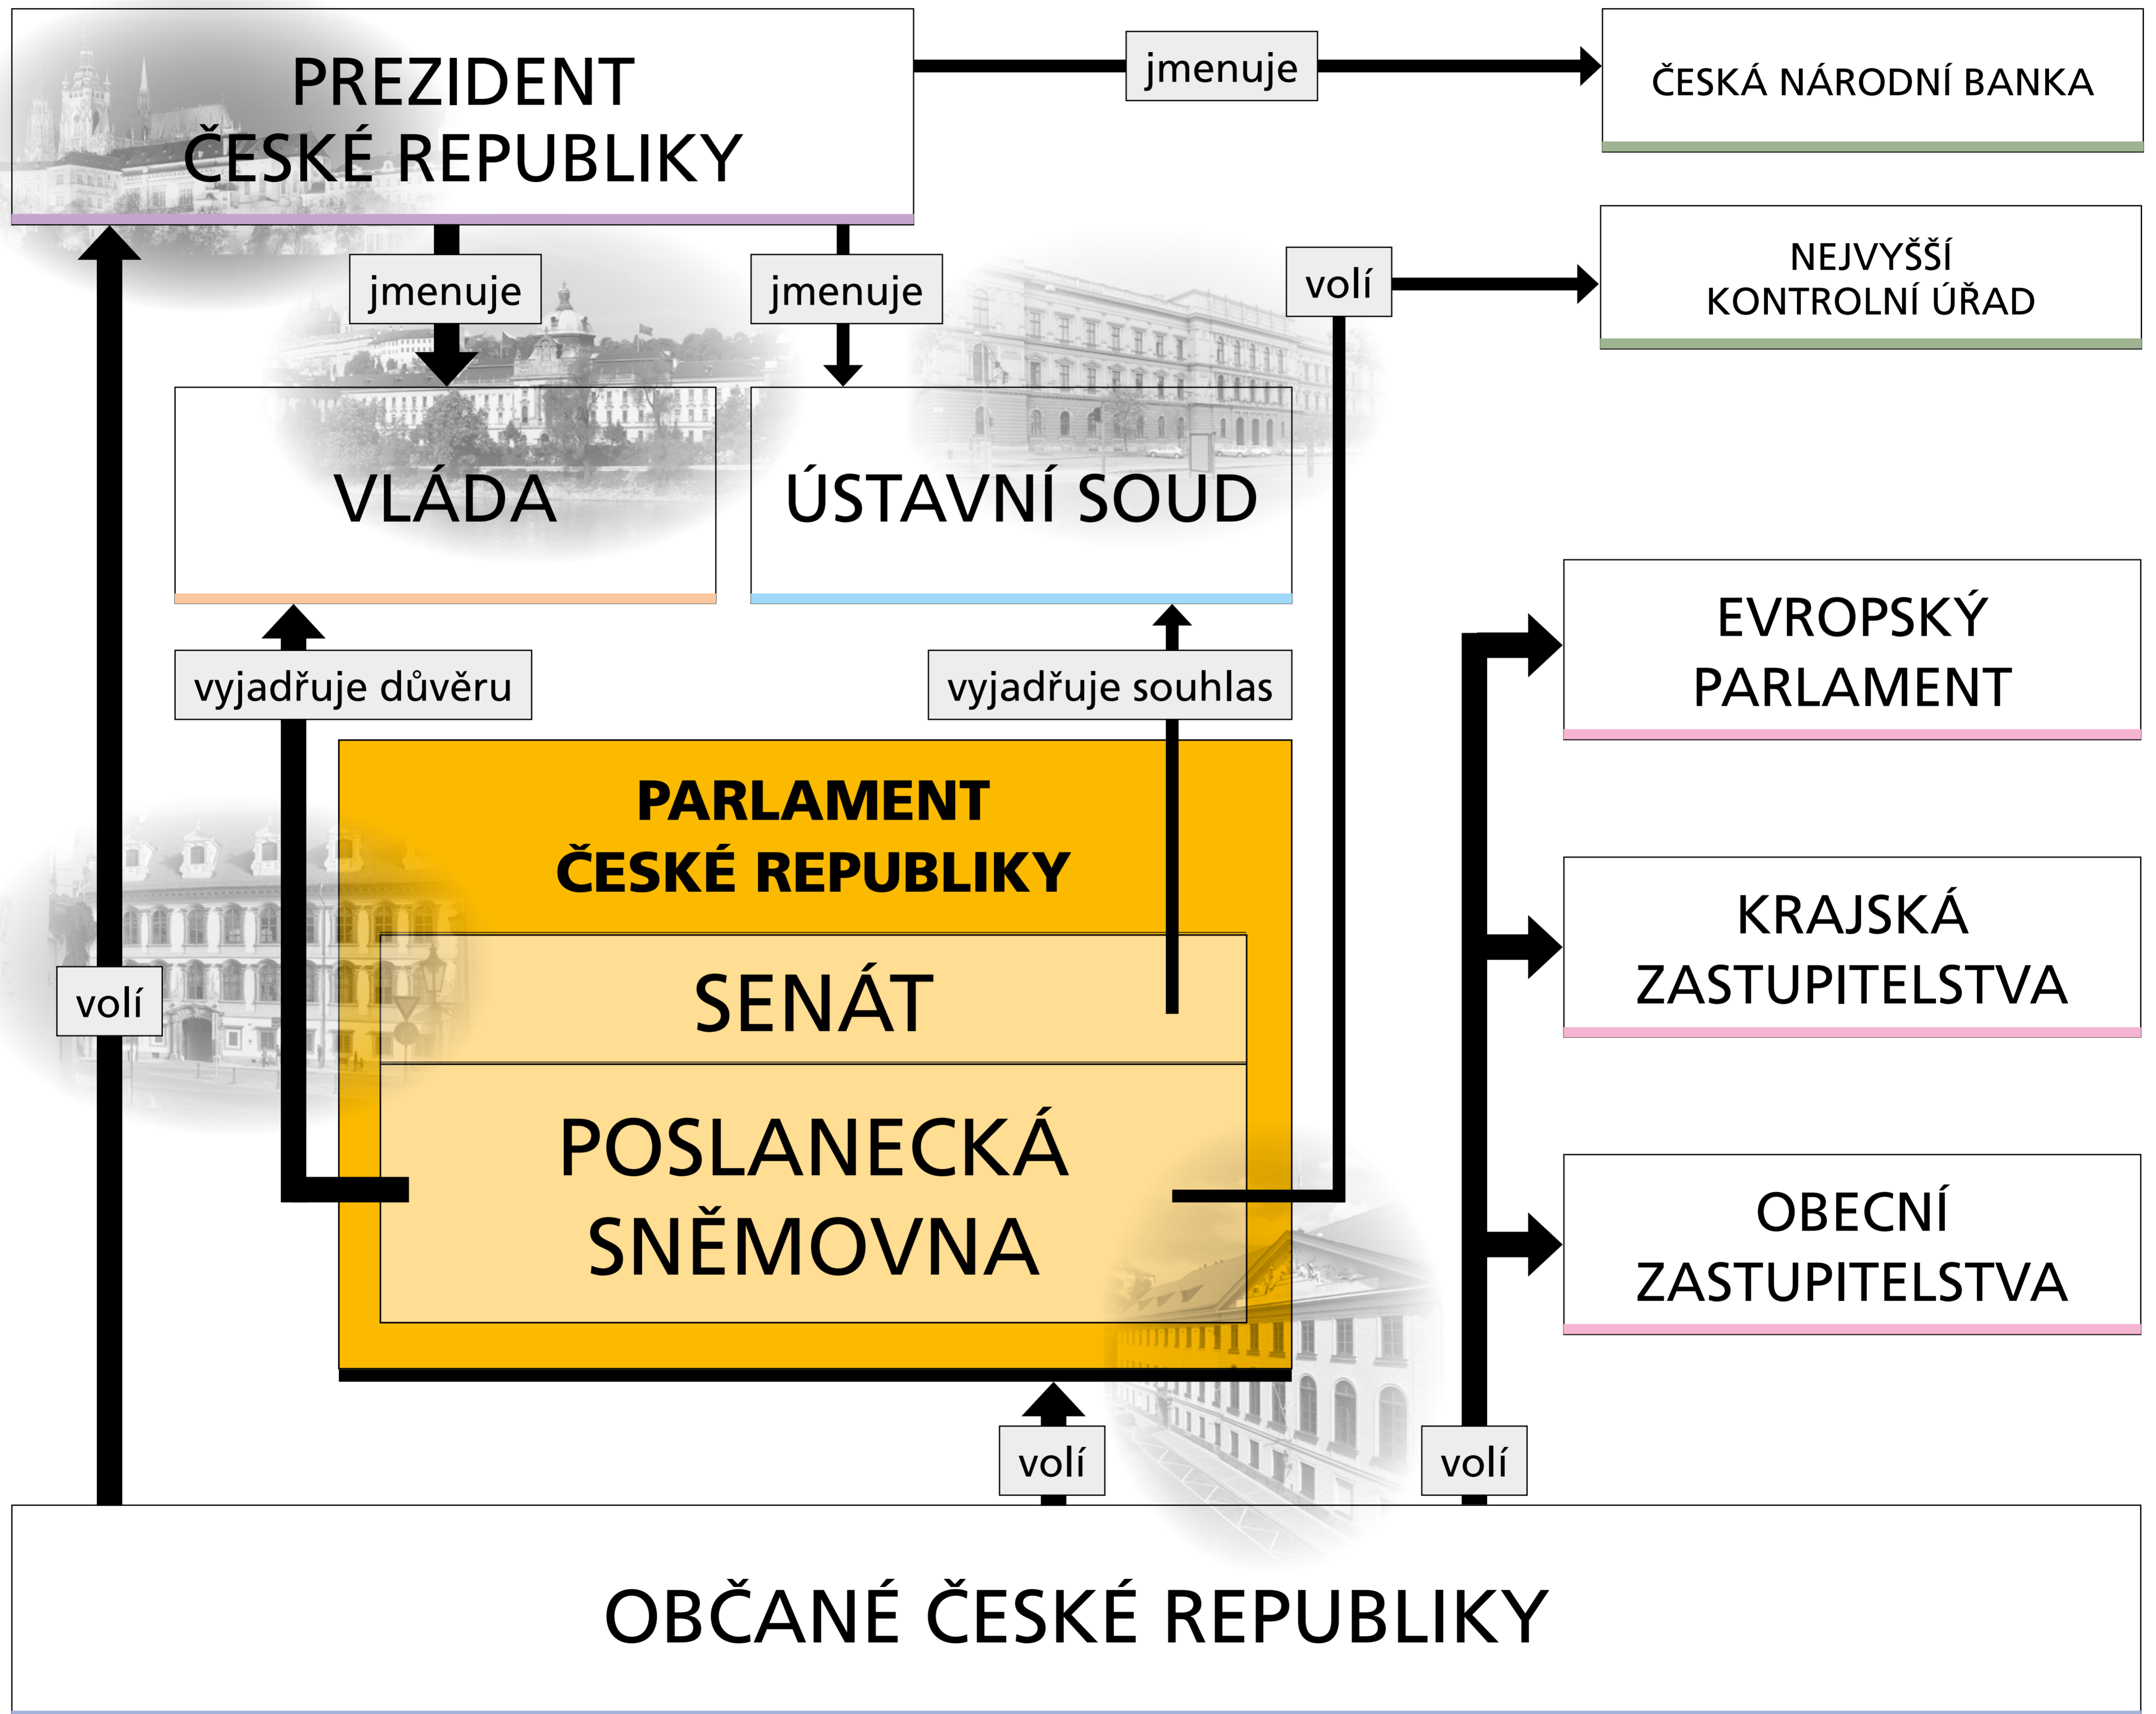 PREZIDENT
ČESKÉ REPUBLIKY
jmenuje
ČESKÁ NÁRODNÍ BANKA
jmenuje
jmenuje
volí
NEJVYŠŠÍ
KONTROLNÍ ÚŘAD
VLÁDA
ÚSTAVNÍ SOUD
vyjadřuje důvěru
vyjadřuje souhlas
EVROPSKÝ
PARLAMENT
PARLAMENT
ČESKÉ REPUBLIKY
SENÁT
POSLANECKÁ
SNĚMOVNA
volí
KRAJSKÁ
ZASTUPITELSTVA
OBECNÍ
ZASTUPITELSTVA
volí
volí
OBČANÉ ČESKÉ REPUBLIKY